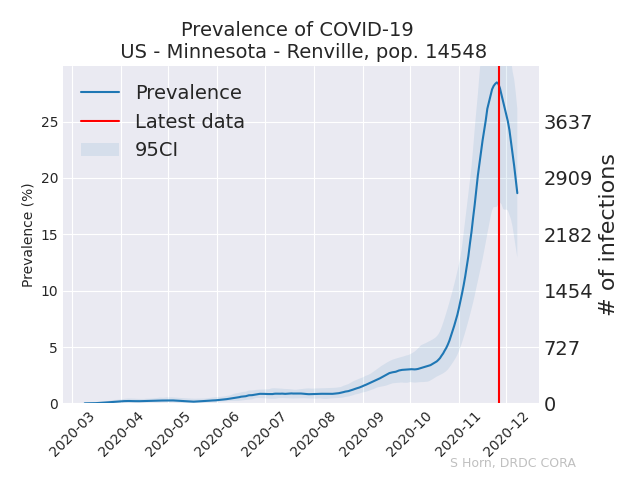 Prevalence of COVID-19
US - Minnesota - Renville, pop. 14548
Prevalence
Latest data
95CI
Prevalence (%)
25
20
15
10
5
0
3637
2909
2182
1454
727
0
# of infections
2020-03
2020-04
2020-05
2020-06
2020-07
2020-08
2020-09
2020-10
2020-11
2020-12
S Horn, DRDC CORA